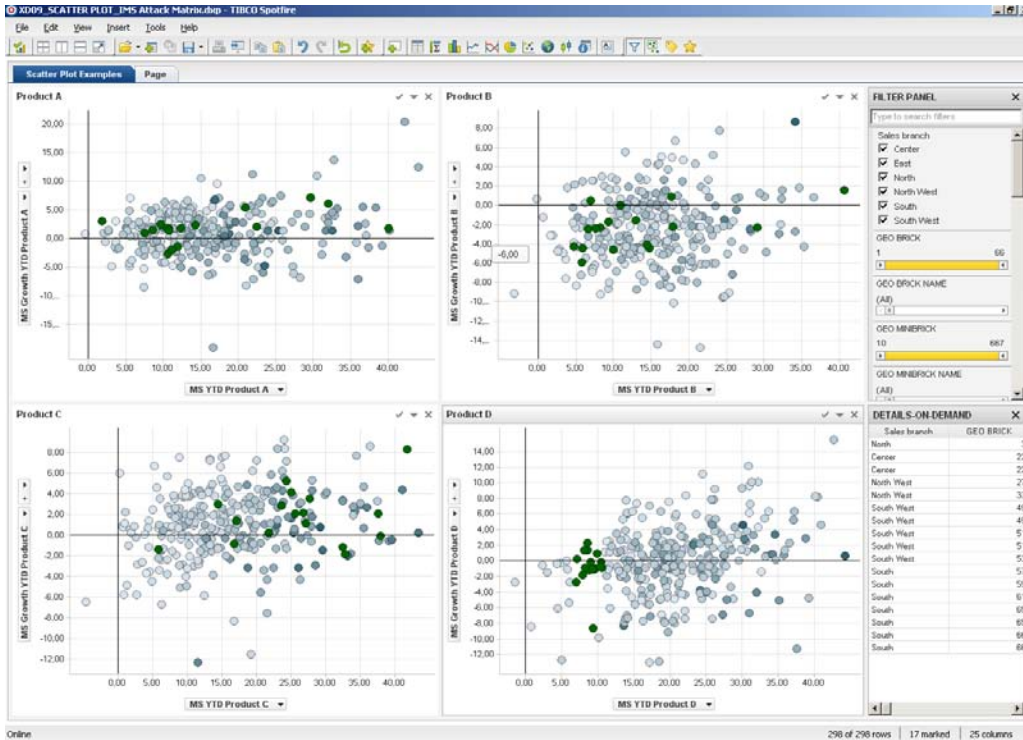 XD09_SCATTER PLOT_IMS Attack Matrix.dxp - TIBCO Spotfire
File Edit View Insert Tools Help
Scatter Plot Examples Page
Product A
20,00
15,00
10,00
5,00
0,00
-5,00
-10,...
-15,...
MS Growth YTD Product A
0,00 5,00 10,00 15,00 20,00 25,00 30,00 35,00 40,00
MS YTD Product A
Product B
8,00
6,00
4,00
2,00
0,00
-2,00
-4,00
-6,00
-8,00
-10,...
-12,...
-14,...
MS Growth YTD Product B
0,00 5,00 10,00 15,00 20,00 25,00 30,00 35,00 40,00
MS YTD Product B
FILTER PANEL
Type to search filters
Sales branch
Center
East
North
North West
South
South West
GEO BRICK
1 66
GEO BRICK NAME
(All)
GEO MINIBRICK
10 667
GEO MINIBRICK NAME
(All)
Product C
8,00
6,00
4,00
2,00
0,00
-2,00
-4,00
-6,00
-8,00
-10,00
-12,00
MS Growth YTD Product C
0,00 5,00 10,00 15,00 20,00 25,00 30,00 35,00 40,00
MS YTD Product C
Product D
14,00
12,00
10,00
8,00
6,00
4,00
2,00
0,00
-2,00
-4,00
-6,00
-8,00
-10,00
-12,00
MS Growth YTD Product D
0,00 5,00 10,00 15,00 20,00 25,00 30,00 35,00 40,00
MS YTD Product D
DETAILS-ON-DEMAND
Sales branch GEO BRICK
North
Center
Center
North West
North West
South West
South West
South West
South West
South West
South
South
South
South
South
South
South
Online
298 of 298 rows 17 marked 25 columns